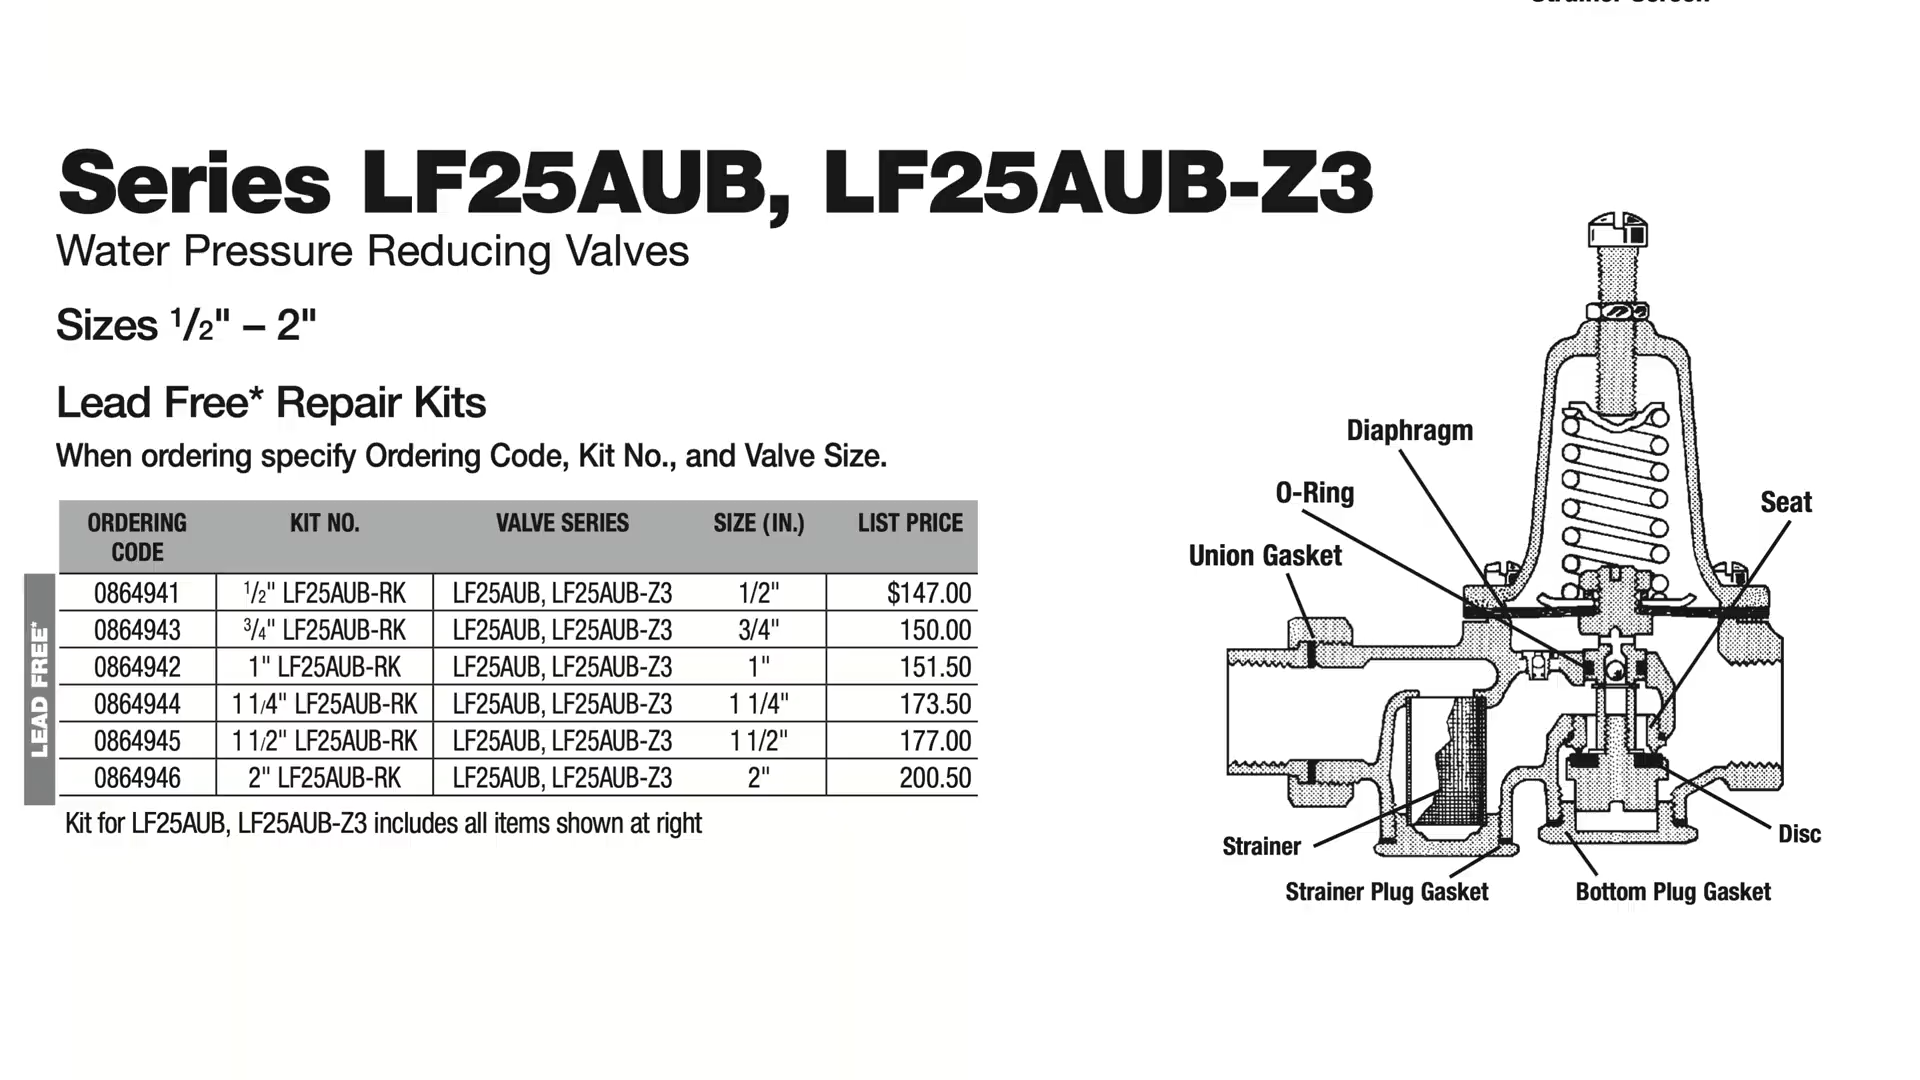 Strainer Screen
Series LF25AUB, LF25AUB-Z3
Water Pressure Reducing Valves
Sizes 1/2" – 2"
Lead Free* Repair Kits
When ordering specify Ordering Code, Kit No., and Valve Size.
ORDERING CODE KIT NO. VALVE SERIES SIZE (IN.) LIST PRICE
LEAD FREE*
0864941 1/2" LF25AUB-RK LF25AUB, LF25AUB-Z3 1/2" $147.00
0864943 3/4" LF25AUB-RK LF25AUB, LF25AUB-Z3 3/4" 150.00
0864942 1" LF25AUB-RK LF25AUB, LF25AUB-Z3 1" 151.50
0864944 1 1/4" LF25AUB-RK LF25AUB, LF25AUB-Z3 1 1/4" 173.50
0864945 1 1/2" LF25AUB-RK LF25AUB, LF25AUB-Z3 1 1/2" 177.00
0864946 2" LF25AUB-RK LF25AUB, LF25AUB-Z3 2" 200.50
Kit for LF25AUB, LF25AUB-Z3 includes all items shown at right
Diaphragm
O-Ring
Seat
Union Gasket
Strainer
Disc
Strainer Plug Gasket
Bottom Plug Gasket